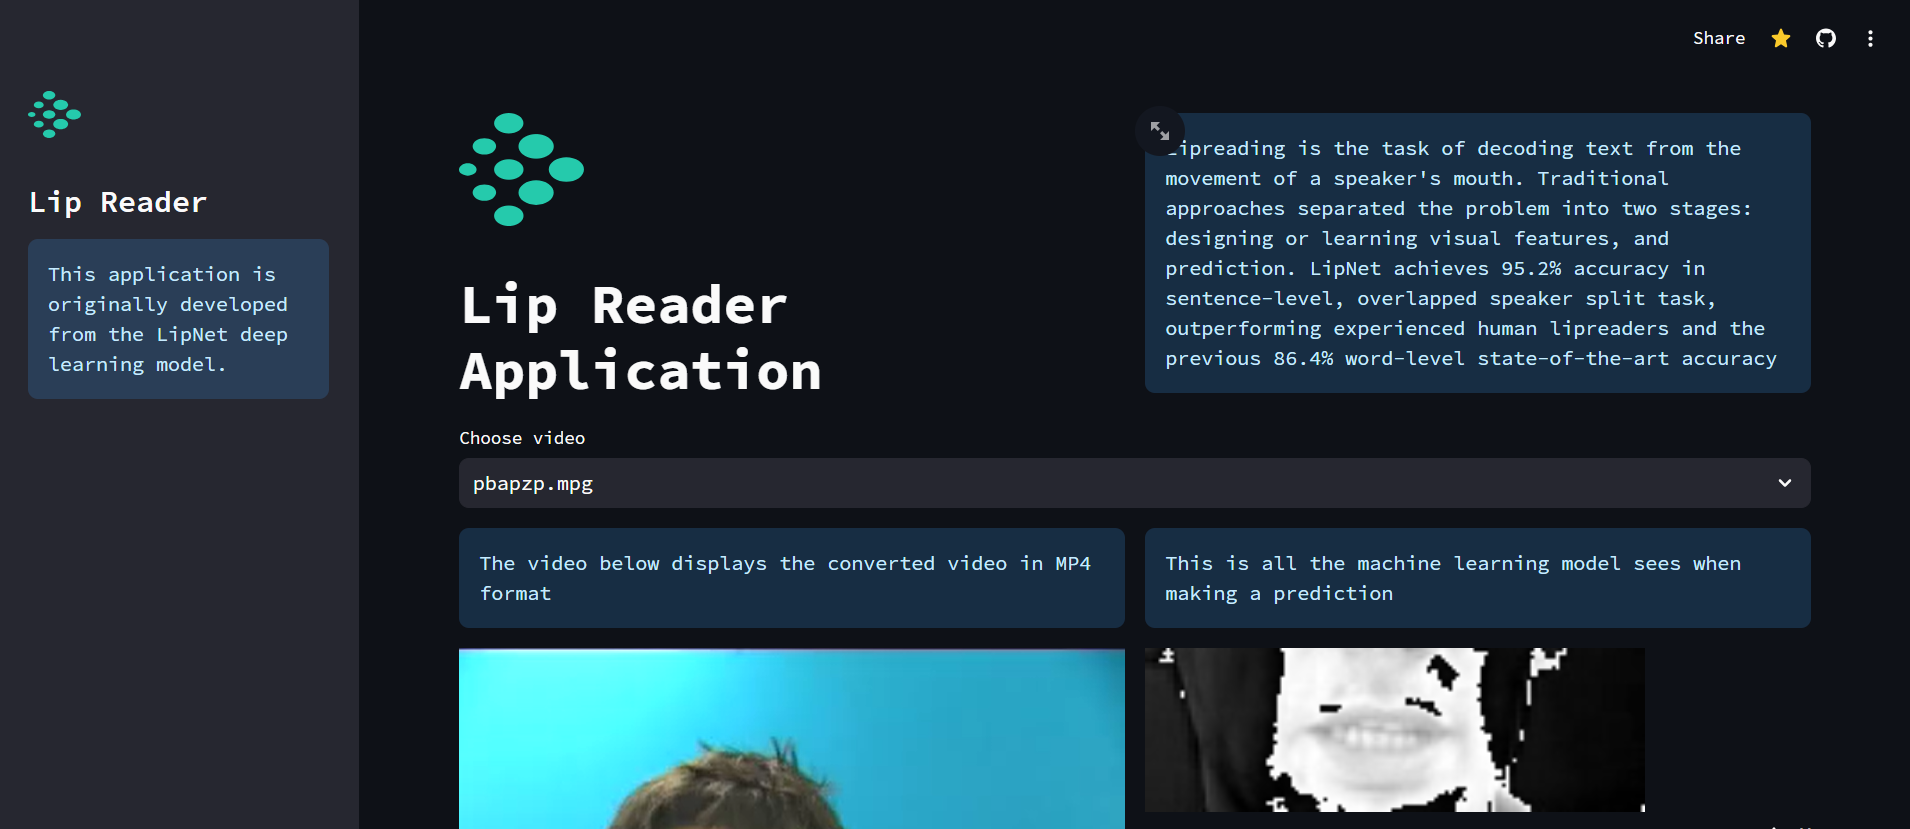 Share
Lip Reader
This application is
originally developed
from the LipNet deep
learning model.
Lip Reader
Application
Lipreading is the task of decoding text from the
movement of a speaker's mouth. Traditional
approaches separated the problem into two stages:
designing or learning visual features, and
prediction. LipNet achieves 95.2% accuracy in
sentence-level, overlapped speaker split task,
outperforming experienced human lipreaders and the
previous 86.4% word-level state-of-the-art accuracy
Choose video
pbapzp.mpg
The video below displays the converted video in MP4
format
This is all the machine learning model sees when
making a prediction